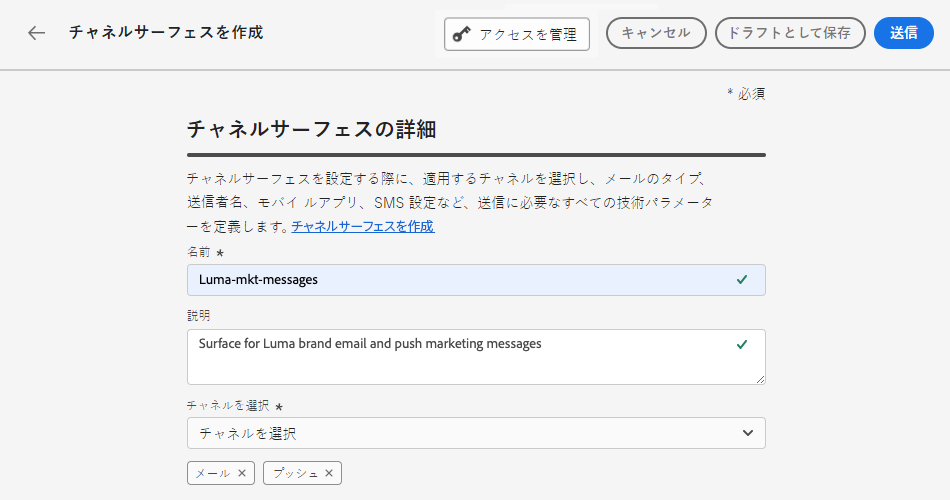 チャネルサーフェスを作成
アクセスを管理
キャンセル
ドラフトとして保存
送信
* 必須
チャネルサーフェスの詳細
チャネルサーフェスを設定する際に、適用するチャネルを選択し、メールのタイプ、
送信者名、モバイ ルアプリ、SMS 設定など、送信に必要なすべての技術パラメータ
ーを定義します。チャネルサーフェスを作成
名前 *
Luma-mkt-messages
説明
Surface for Luma brand email and push marketing messages
チャネルを選択 *
チャネルを選択
メール ×
プッシュ ×